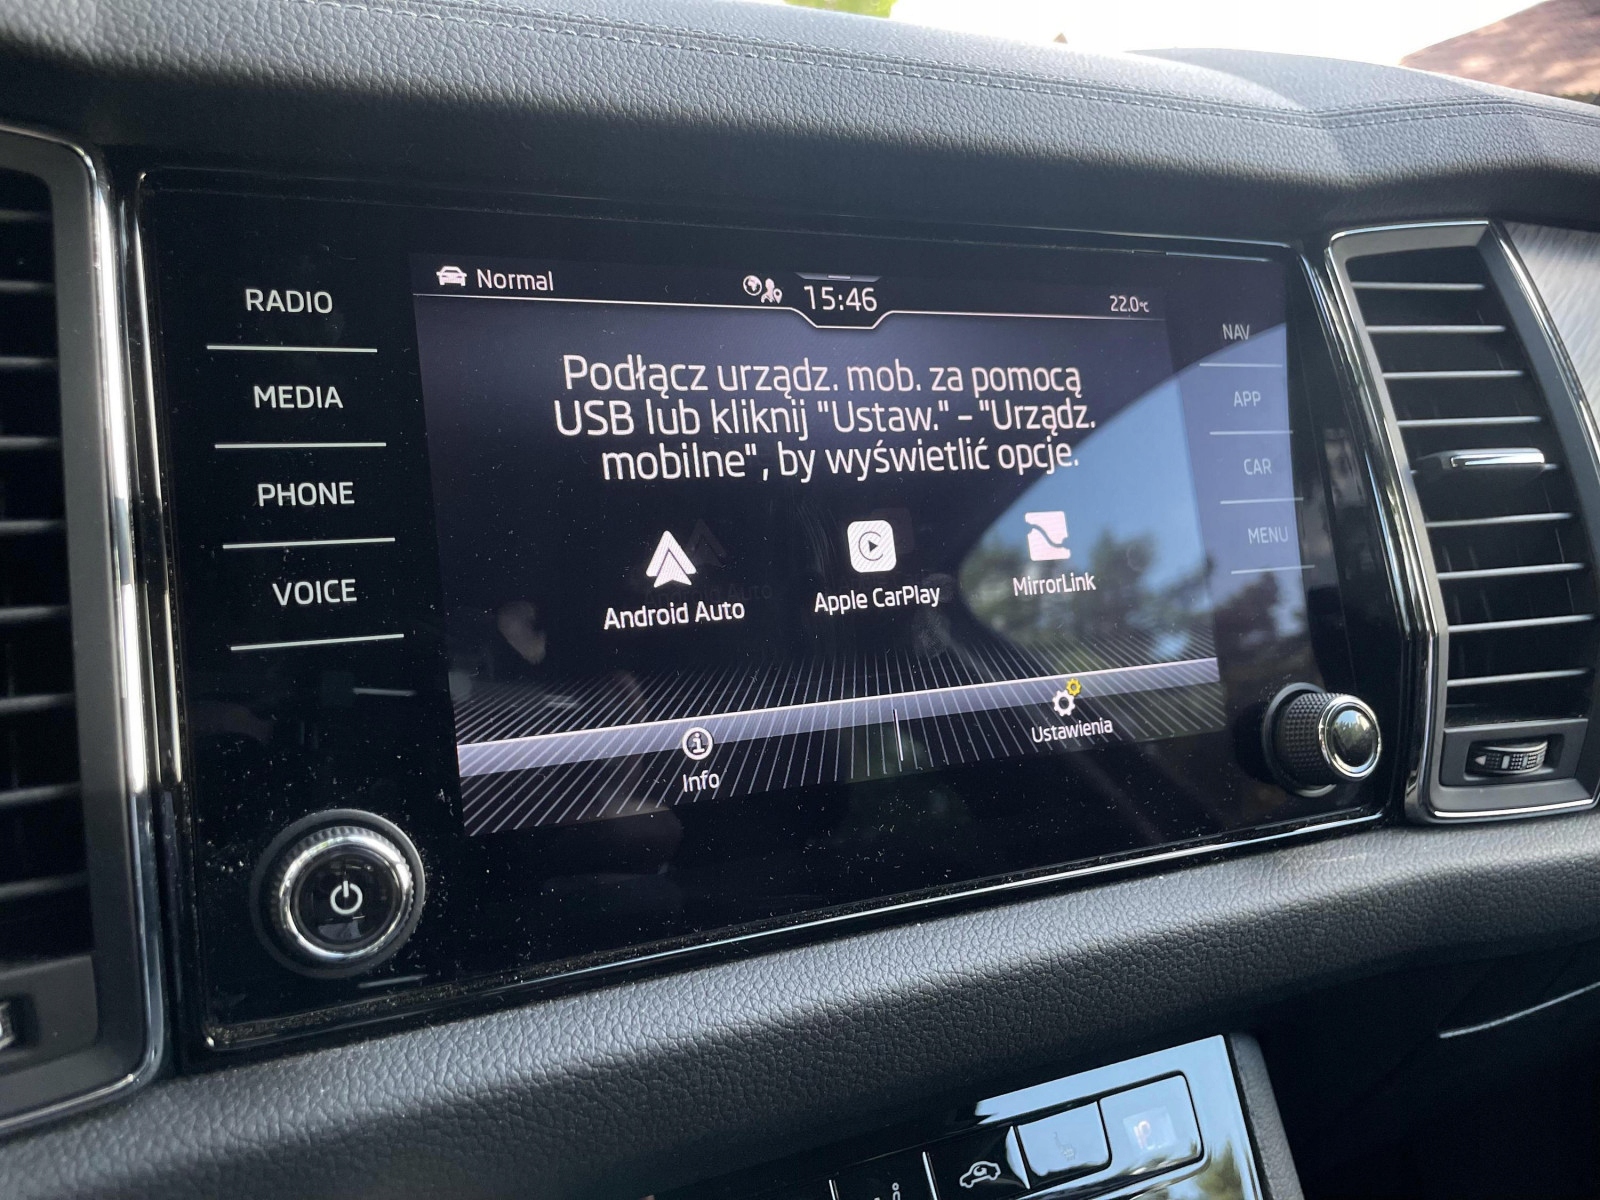 RADIO
MEDIA
PHONE
VOICE
Normal
15:46
22.0°C
Podłącz urządz. mob. za pomocą
USB lub kliknij "Ustaw." – "Urządz.
mobilne", by wyświetlić opcje.
Android Auto
Apple CarPlay
MirrorLink
Info
Ustawienia
NAV
APP
CAR
MENU